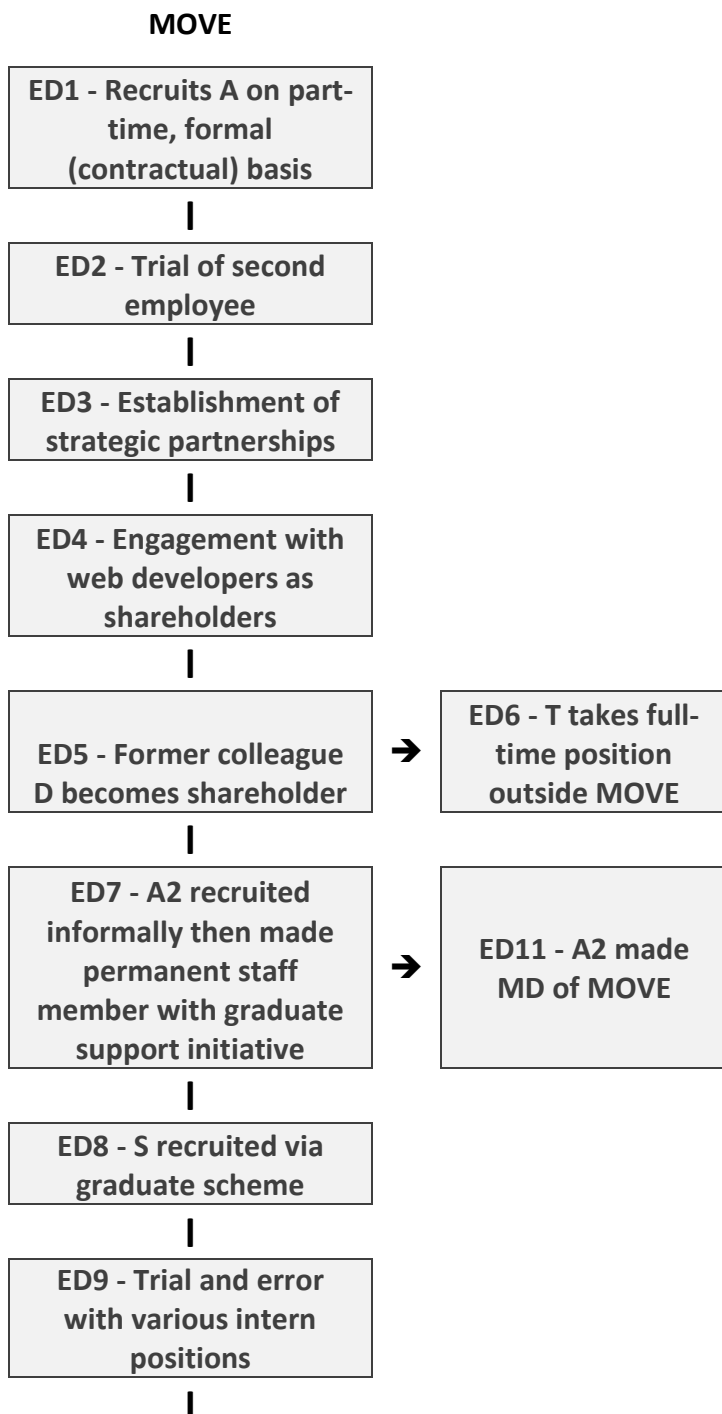 MOVE
ED1 - Recruits A on part-
time, formal
(contractual) basis
ED2 - Trial of second
employee
ED3 - Establishment of
strategic partnerships
ED4 - Engagement with
web developers as
shareholders
ED5 - Former colleague
D becomes shareholder
ED6 - T takes full-
time position
outside MOVE
ED7 - A2 recruited
informally then made
permanent staff
member with graduate
support initiative
ED11 - A2 made
MD of MOVE
ED8 - S recruited via
graduate scheme
ED9 - Trial and error
with various intern
positions